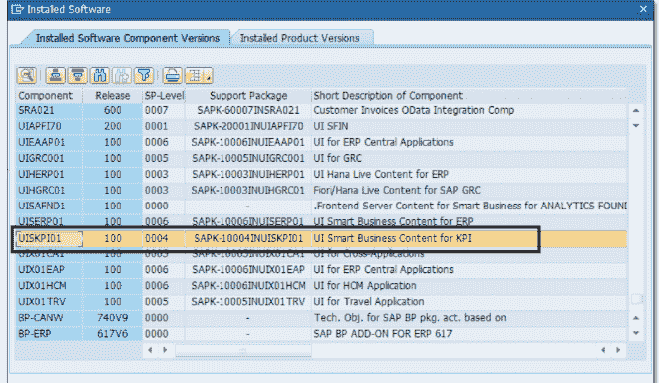 Installed Software
Installed Software Component Versions Installed Product Versions
Component Release SP-Level Support Package Short Description of Component
SRA021 600 0007 SAPK-60007INSRA021 Customer Invoices OData Integration Comp
UIAPFI70 200 0001 SAPK-20001INUIAPFI70 UI SFIN
UIEAAP01 100 0006 SAPK-10006INUIEAAP01 UI for ERP Central Applications
UIGRC001 100 0005 SAPK-10005INUIGRC001 UI for GRC
UIHERP01 100 0003 SAPK-10003INUIHERP01 UI Hana Live Content for ERP
UIHGRC01 100 0003 SAPK-10003INUIHGRC01 Fiori/Hana Live Content for SAP GRC
UISAFND1 100 0000 - .Frontend Server Content for Smart Business for ANALYTICS FOUN
UISERP01 100 0006 SAPK-10006INUISERP01 UI Smart Business Content for ERP
UISKPI01 100 0004 SAPK-10004INUISKPI01 UI Smart Business Content for KPI
UIX01CA1 100 UI for Cross-Applications
UIX01EAP 100 0006 SAPK-10006INUIX01EAP UI for ERP Central Applications
UIX01HCM 100 0006 SAPK-10006INUIX01HCM UI for HCM Application
UIX01TRV 100 0005 SAPK-10005INUIX01TRV UI for Travel Application
BP-CANW 740V9 0000 - Tech. Obj. for SAP BP pkg. act. based on
BP-ERP 617V6 0000 - SAP BP ADD-ON FOR ERP 617